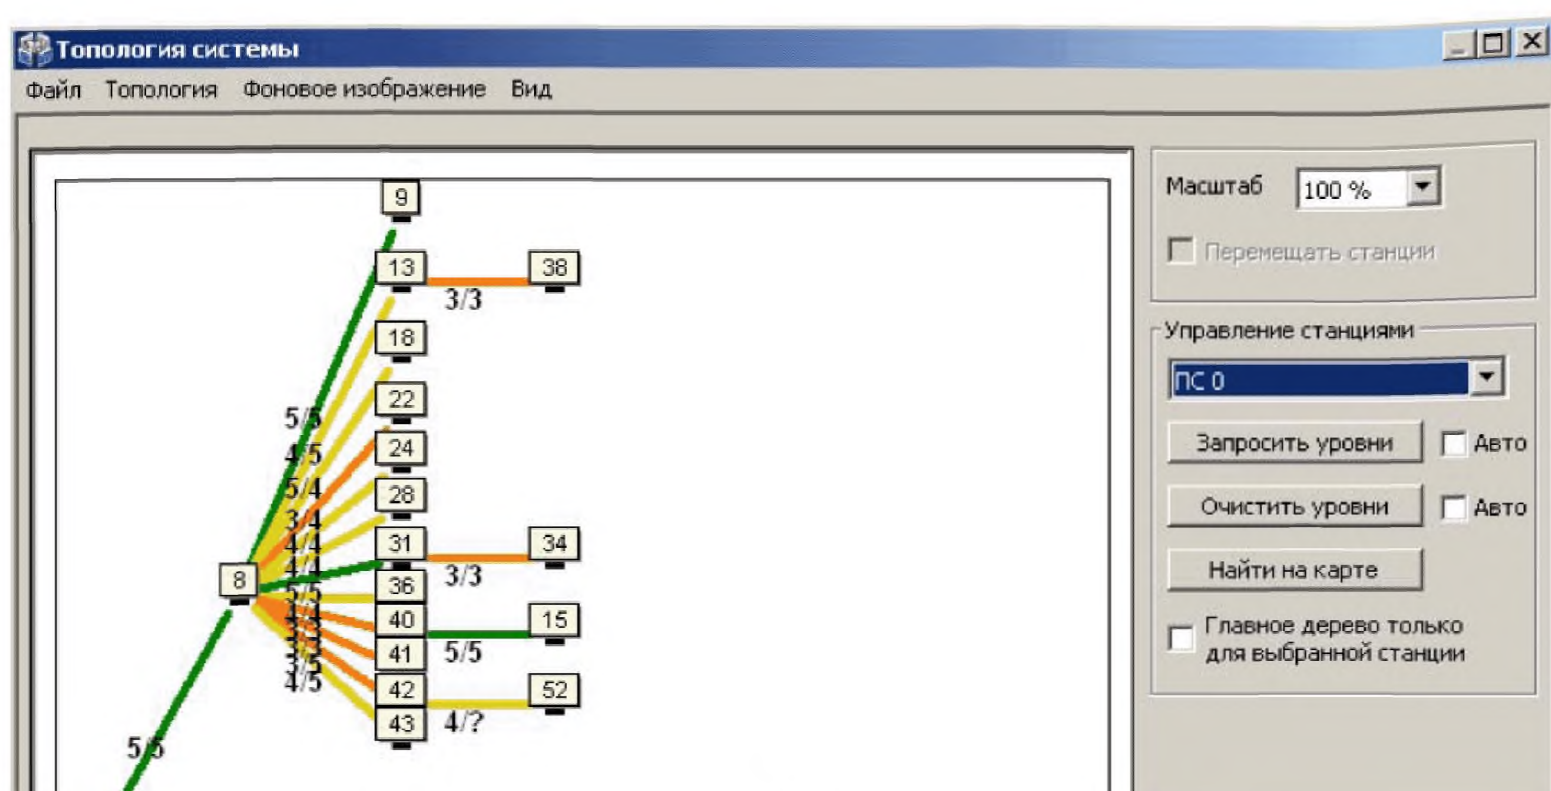 Топология системы
Файл Топология Фоновое изображение Вид
9
13
38
3/3
18
22
5/5
24
4/5
28
5/4
3/4
31
34
4/4
3/3
8
36
5/5
40
15
41
5/5
3/5
42
52
4/5
43
4/?
5/5
Масштаб
100 %
Перемещать станции
Управление станциями
ПС 0
Запросить уровни
Авто
Очистить уровни
Авто
Найти на карте
Главное дерево только
для выбранной станции